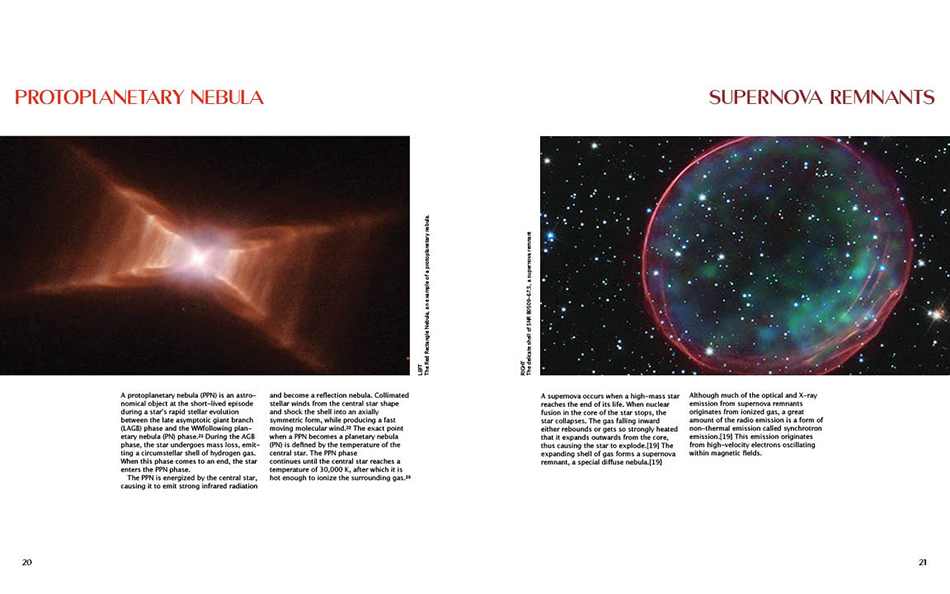 PROTOPlANETARY NEBULA
LEFT
The Red Rectangle Nebula, an example of a protoplanetary nebula.
A protoplanetary nebula (PPN) is an astro-
nomical object at the short-lived episode
during a star's rapid stellar evolution
between the late asymptotic giant branch
(LAGB) phase and the WWfollowing plan-
etary nebula (PN) phase.²³ During the AGB
phase, the star undergoes mass loss, emit-
ting a circumstellar shell of hydrogen gas.
When this phase comes to an end, the star
enters the PPN phase.
The PPN is energized by the central star,
causing it to emit strong infrared radiation
and become a reflection nebula. Collimated
stellar winds from the central star shape
and shock the shell into an axially
symmetric form, while producing a fast
moving molecular wind.²³ The exact point
when a PPN becomes a planetary nebula
(PN) is defined by the temperature of the
central star. The PPN phase
continues until the central star reaches a
temperature of 30,000 K, after which it is
hot enough to ionize the surrounding gas.²³
20
SUPERNOVA REMNANTS
RIGHT
The delicate shell of SNR B0509-67.5, a supernova remnant
A supernova occurs when a high-mass star
reaches the end of its life. When nuclear
fusion in the core of the star stops, the
star collapses. The gas falling inward
either rebounds or gets so strongly heated
that it expands outwards from the core,
thus causing the star to explode.[19] The
expanding shell of gas forms a supernova
remnant, a special diffuse nebula.[19]
Although much of the optical and X-ray
emission from supernova remnants
originates from ionized gas, a great
amount of the radio emission is a form of
non-thermal emission called synchrotron
emission.[19] This emission originates
from high-velocity electrons oscillating
within magnetic fields.
21